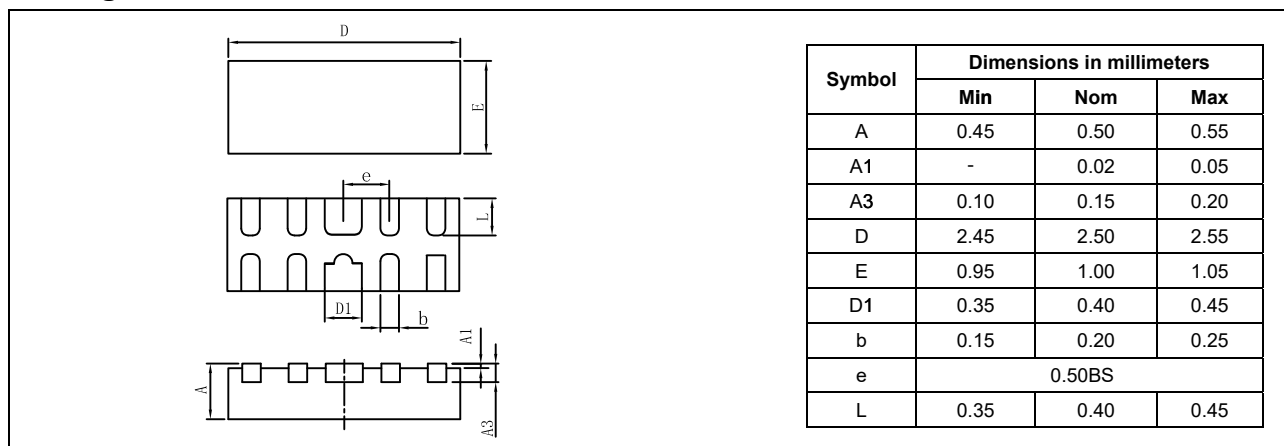 D
E
e
L
D1
b
A1
A
A3
Symbol Dimensions in millimeters
Min Nom Max
A 0.45 0.50 0.55
A1 - 0.02 0.05
A3 0.10 0.15 0.20
D 2.45 2.50 2.55
E 0.95 1.00 1.05
D1 0.35 0.40 0.45
b 0.15 0.20 0.25
e 0.50BS
L 0.35 0.40 0.45